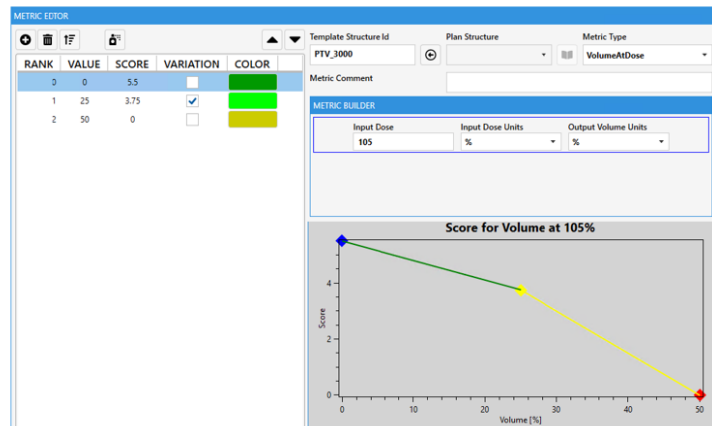 METRIC EDITOR
Template Structure Id
Plan Structure
Metric Type
PTV_3000
VolumeAtDose
Metric Comment
RANK VALUE SCORE VARIATION COLOR
0 0 5.5
1 25 3.75
2 50 0
METRIC BUILDER
Input Dose
Input Dose Units
Output Volume Units
105
%
%
Score for Volume at 105%
Score
4
2
0
0 10 20 30 40 50
Volume [%]